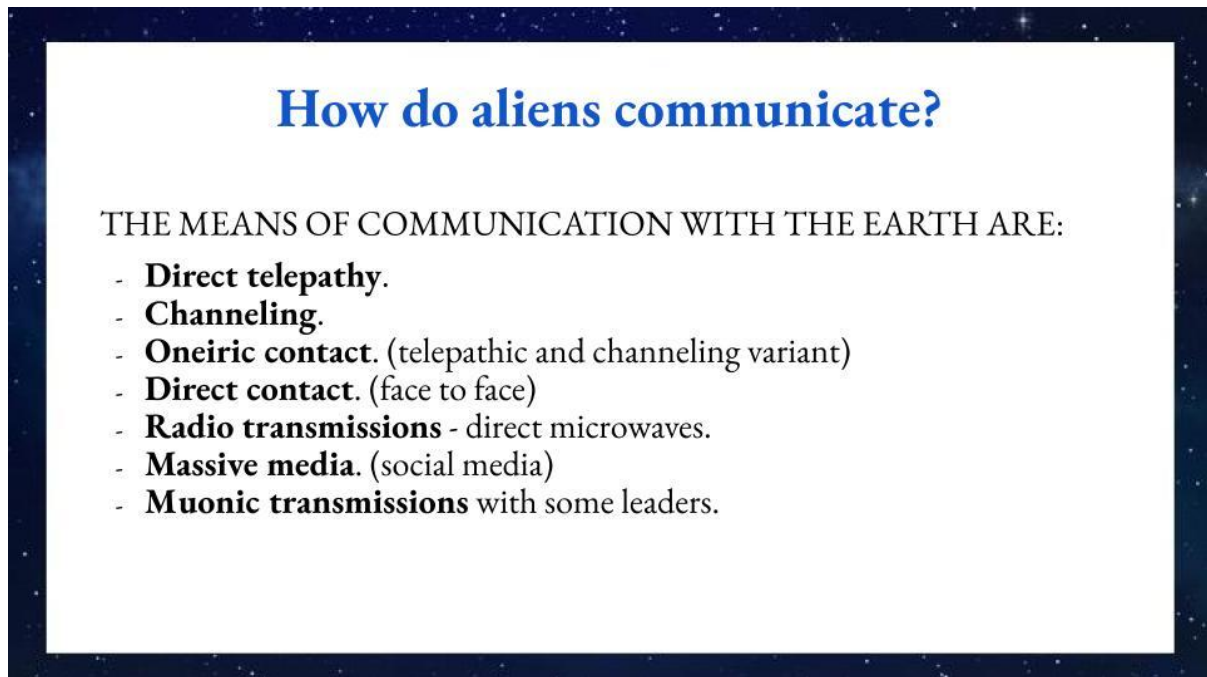 How do aliens communicate?
THE MEANS OF COMMUNICATION WITH THE EARTH ARE:
- Direct telepathy.
- Channeling.
- Oneiric contact. (telepathic and channeling variant)
- Direct contact. (face to face)
- Radio transmissions - direct microwaves.
- Massive media. (social media)
- Muonic transmissions with some leaders.